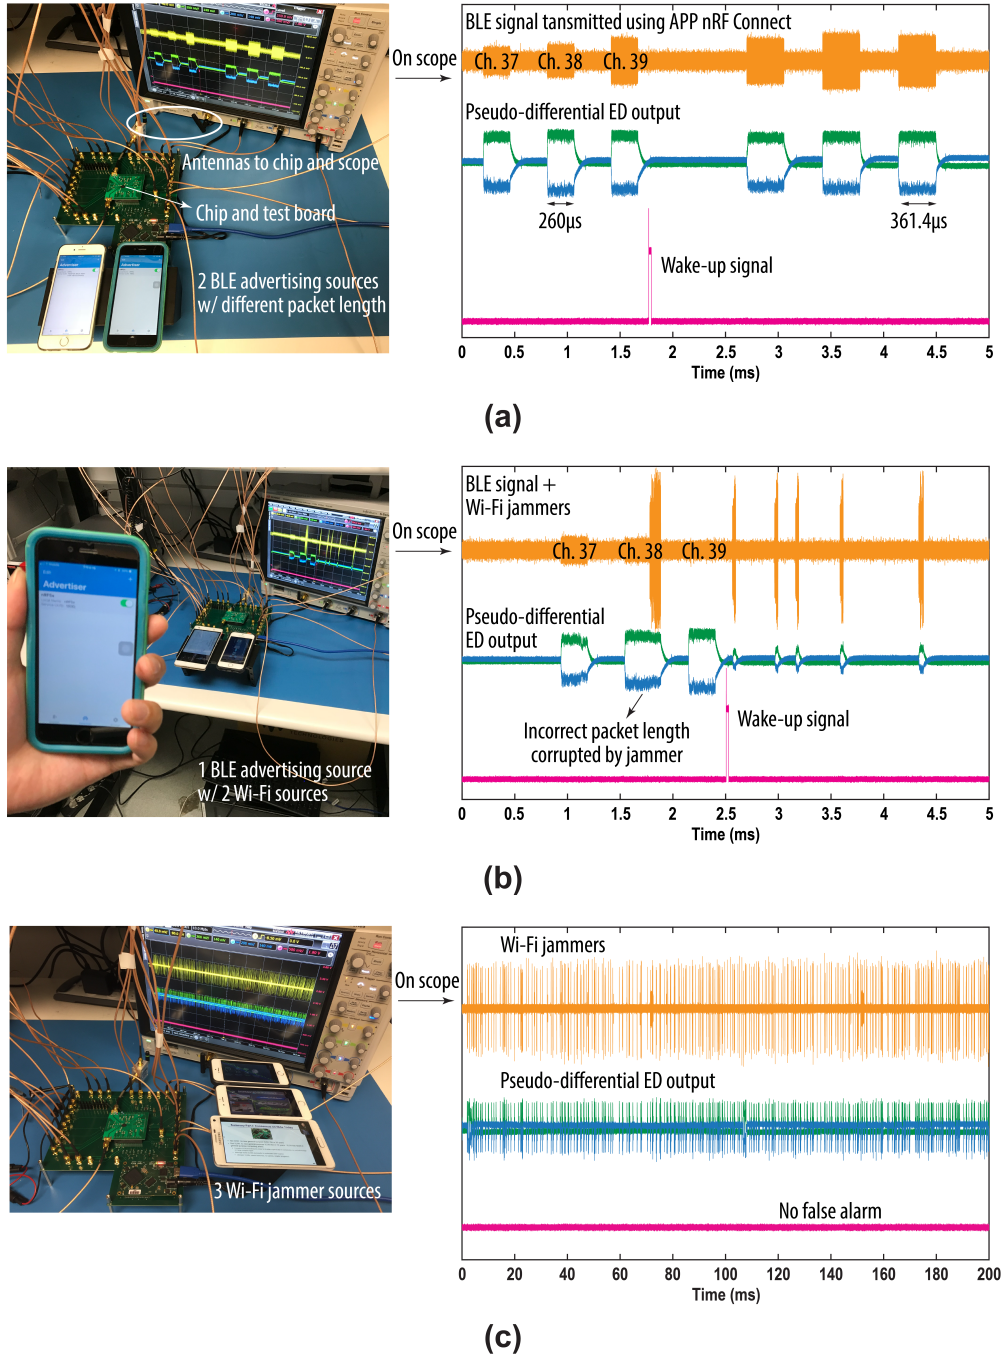 BLE signal tansmitted using APP nRF Connect
On scope
Ch. 37 Ch. 38 Ch. 39
Pseudo-differential ED output
Antennas to chip and scope
Chip and test board
260µs
361.4µs
2 BLE advertising sources
w/ different packet length
Wake-up signal
0 0.5 1 1.5 2 2.5 3 3.5 4 4.5 5
Time (ms)
(a)
BLE signal +
Wi-Fi jammers
On scope
Ch. 37 Ch. 38 Ch. 39
Advertiser
Pseudo-differential
ED output
Incorrect packet length
corrupted by jammer
Wake-up signal
1 BLE advertising source
w/ 2 Wi-Fi sources
0 0.5 1 1.5 2 2.5 3 3.5 4 4.5 5
Time (ms)
(b)
Wi-Fi jammers
On scope
Pseudo-differential ED output
3 Wi-Fi jammer sources
No false alarm
0 20 40 60 80 100 120 140 160 180 200
Time (ms)
(c)